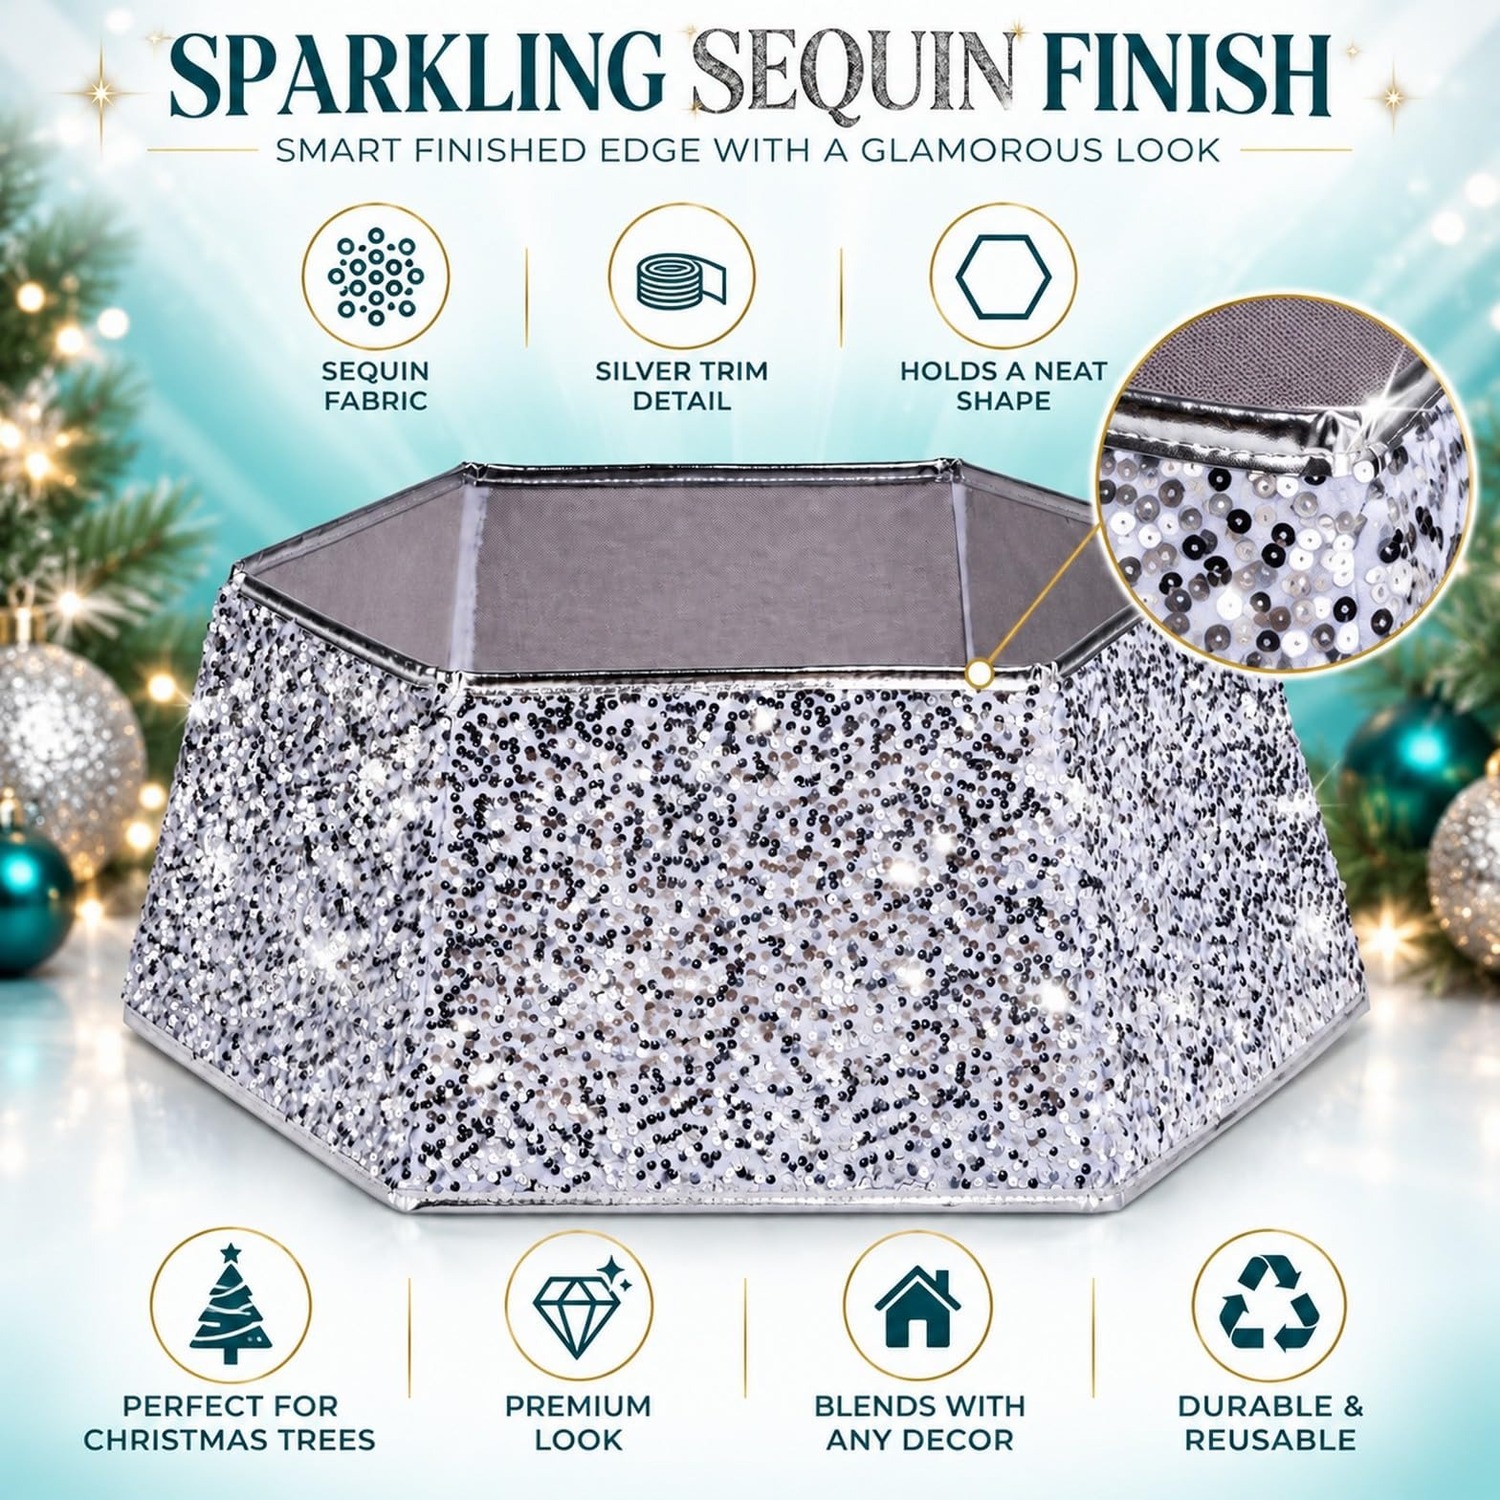 SPARKLING SEQUIN FINISH
SMART FINISHED EDGE WITH A GLAMOROUS LOOK
SEQUIN
FABRIC
SILVER TRIM
DETAIL
HOLDS A NEAT
SHAPE
PERFECT FOR
CHRISTMAS TREES
PREMIUM
LOOK
BLENDS WITH
ANY DECOR
DURABLE &
REUSABLE